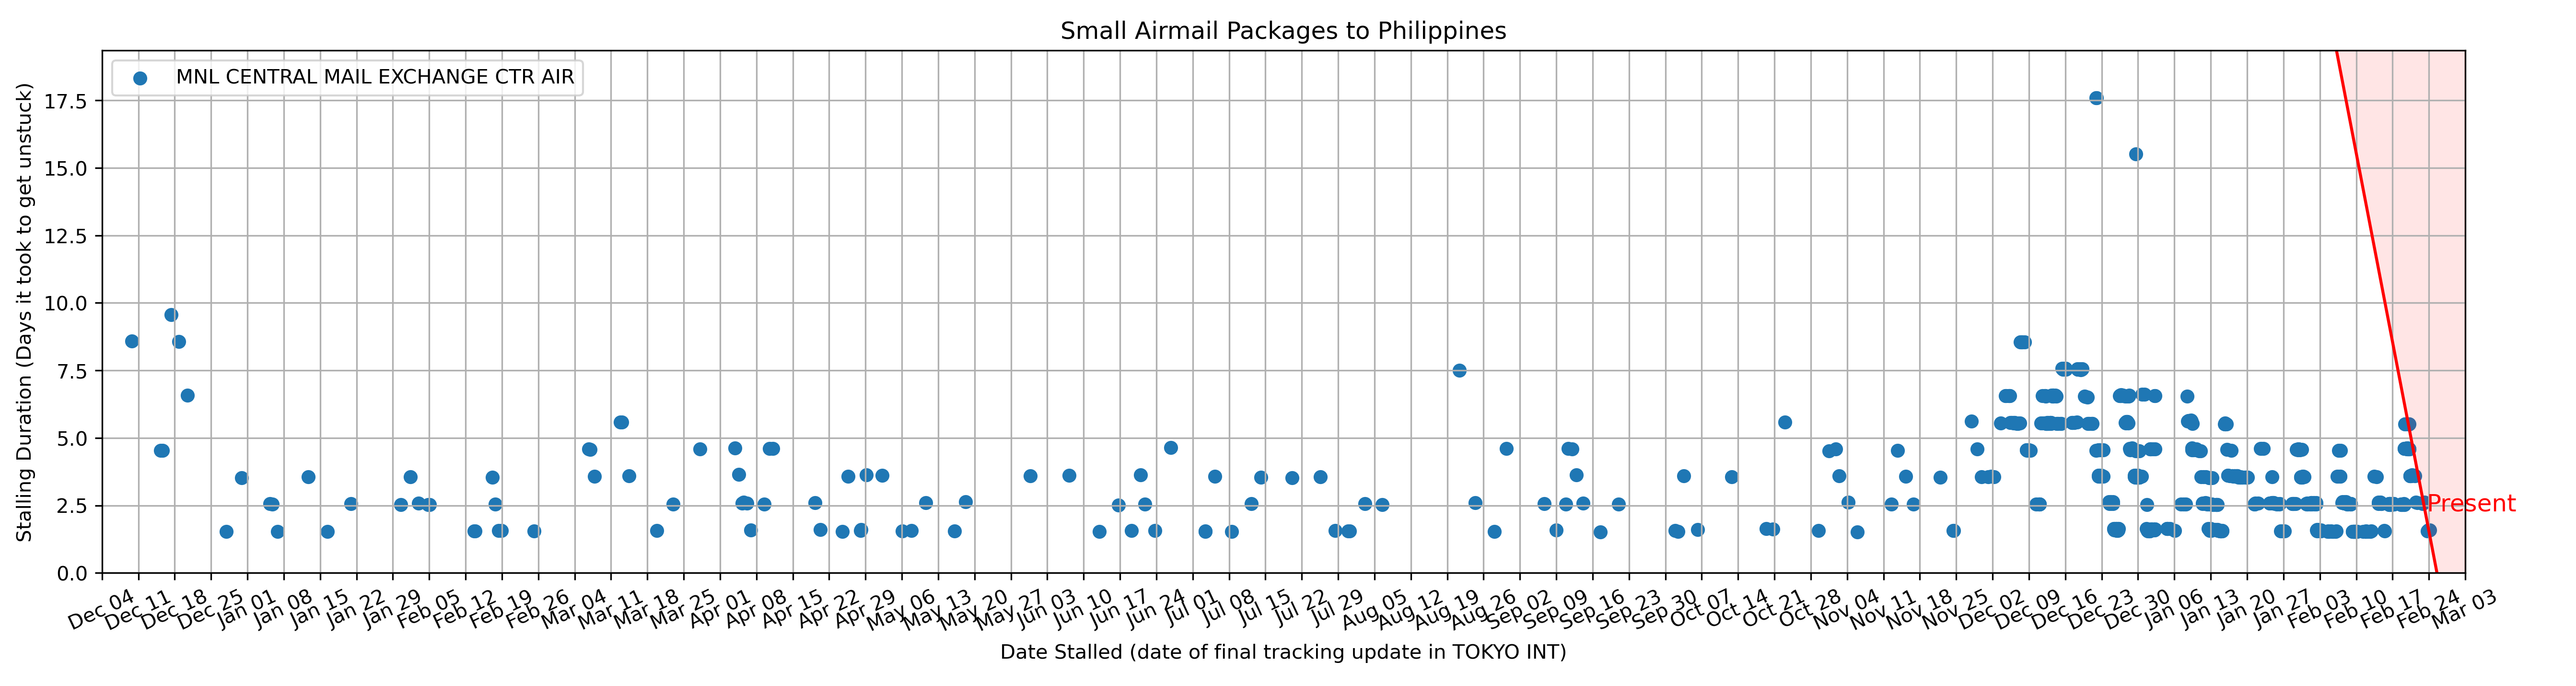 Small Airmail Packages to Philippines
MNL CENTRAL MAIL EXCHANGE CTR AIR
Stalling Duration (Days it took to get unstuck)
17.5
15.0
12.5
10.0
7.5
5.0
2.5
0.0
Present
Dec 04
Dec 11
Dec 18
Dec 25
Jan 01
Jan 08
Jan 15
Jan 22
Jan 29
Feb 05
Feb 12
Feb 19
Feb 26
Mar 04
Mar 11
Mar 18
Mar 25
Apr 01
Apr 08
Apr 15
Apr 22
Apr 29
May 06
May 13
May 20
May 27
Jun 03
Jun 10
Jun 17
Jun 24
Jul 01
Jul 08
Jul 15
Jul 22
Jul 29
Aug 05
Aug 12
Aug 19
Aug 26
Sep 02
Sep 09
Sep 16
Sep 23
Sep 30
Oct 07
Oct 14
Oct 21
Oct 28
Nov 04
Nov 11
Nov 18
Nov 25
Dec 02
Dec 09
Dec 16
Dec 23
Dec 30
Jan 06
Jan 13
Jan 20
Jan 27
Feb 03
Feb 10
Feb 17
Feb 24
Mar 03
Date Stalled (date of final tracking update in TOKYO INT)